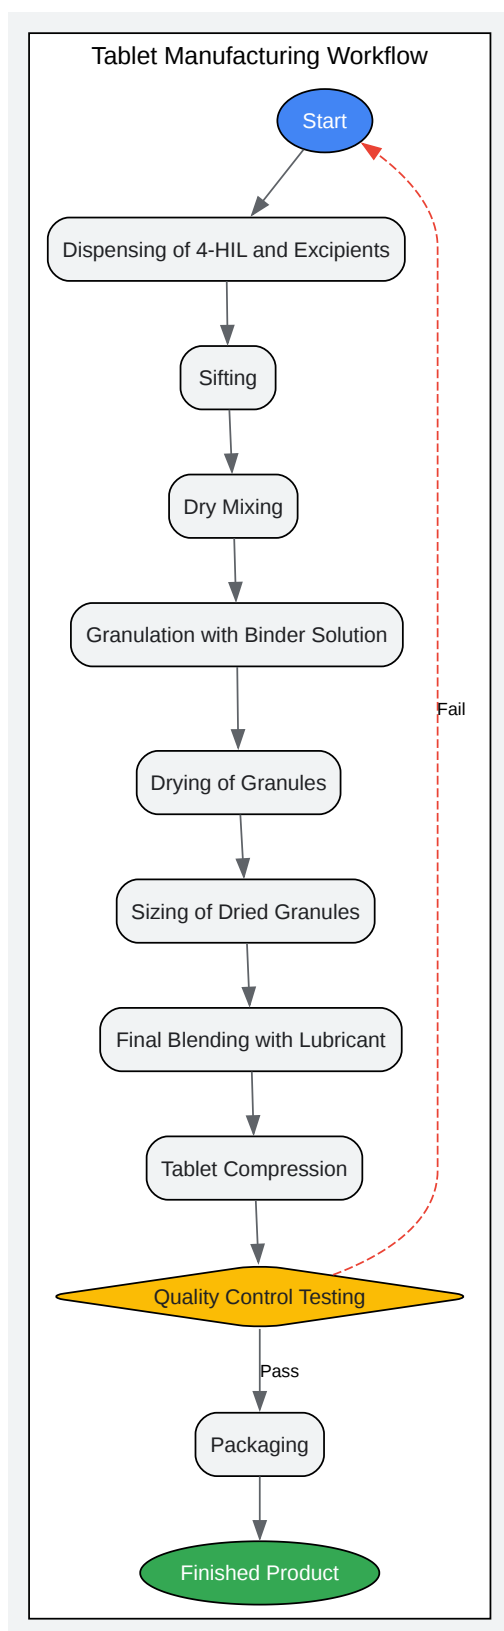 Tablet Manufacturing Workflow
Start
Dispensing of 4-HIL and Excipients
Sifting
Dry Mixing
Granulation with Binder Solution
Fail
Drying of Granules
Sizing of Dried Granules
Final Blending with Lubricant
Tablet Compression
Quality Control Testing
Pass
Packaging
Finished Product